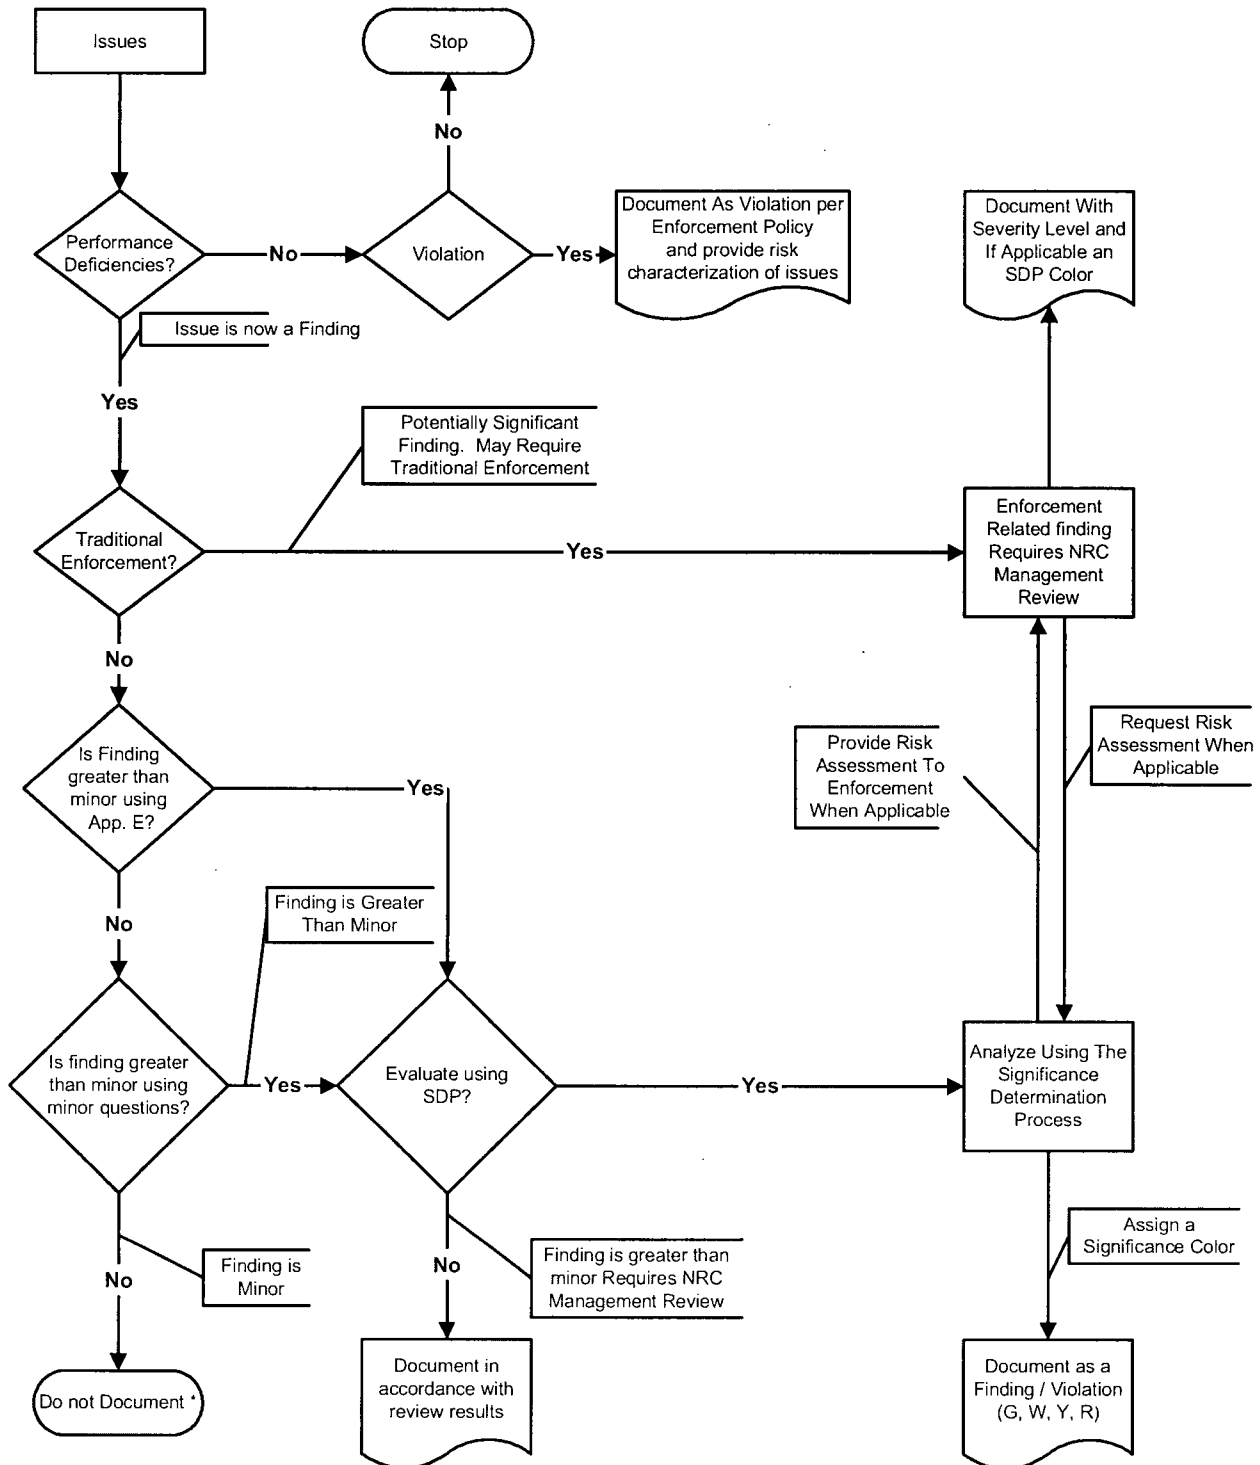 Issues
Stop
No
Performance
Deficiencies?
No
Violation
Yes
Document As Violation per
Enforcement Policy
and provide risk
characterization of issues
Document With
Severity Level and
If Applicable an
SDP Color
Issue is now a Finding
Yes
Potentially Significant
Finding. May Require
Traditional Enforcement
Traditional
Enforcement?
Yes
Enforcement
Related finding
Requires NRC
Management
Review
No
Is Finding
greater than
minor using
App. E?
Yes
Provide Risk
Assessment To
Enforcement
When Applicable
Request Risk
Assessment When
Applicable
No
Finding is Greater
Than Minor
Is finding greater
than minor using
minor questions?
Yes
Evaluate using
SDP?
Yes
Analyze Using The
Significance
Determination
Process
Finding is
Minor
No
No
Finding is greater than
minor Requires NRC
Management Review
Assign a
Significance Color
Do not Document *
Document in
accordance with
review results
Document as a
Finding / Violation
(G, W, Y, R)